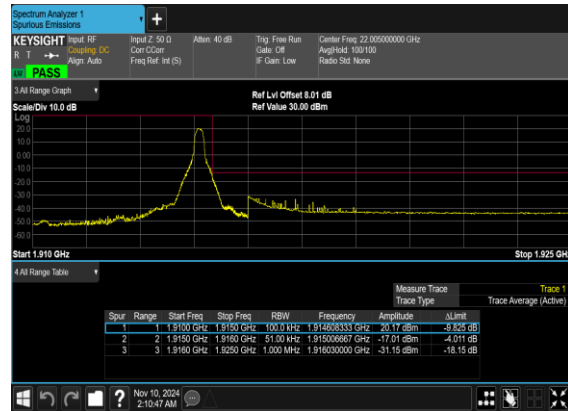 Spectrum Analyzer 1
Spurious Emissions
KEYSIGHT Input: RF Input Z: 50 Ω Atten: 40 dB Trig: Free Run Center Freq: 22.005000000 GHz
R T Coupling: DC Corr CCorr Gate: Off Avg|Hold: 100/100
Align: Auto Freq Ref: Int (S) IF Gain: Low Radio Std: None
PASS
3 All Range Graph
Ref Lvl Offset 8.01 dB
Scale/Div 10.0 dB Ref Value 30.00 dBm
Log
20.0
10.0
0.00
-10.0
-20.0
-30.0
-40.0
-50.0
-60.0
Start 1.910 GHz Stop 1.925 GH
4 All Range Table
Measure Trace Trace 1
Trace Type Trace Average (Active)
Spur Range Start Freq Stop Freq RBW Frequency Amplitude ΔLimit
1 1 1.9100 GHz 1.9150 GHz 100.0 kHz 1.914608333 GHz 20.17 dBm -9.825 dB
2 2 1.9150 GHz 1.9160 GHz 51.00 kHz 1.915006667 GHz -17.01 dBm -4.011 dB
3 3 1.9160 GHz 1.9250 GHz 1.000 MHz 1.916030000 GHz -31.15 dBm -18.15 dB
Nov 10, 2024
2:10:47 AM